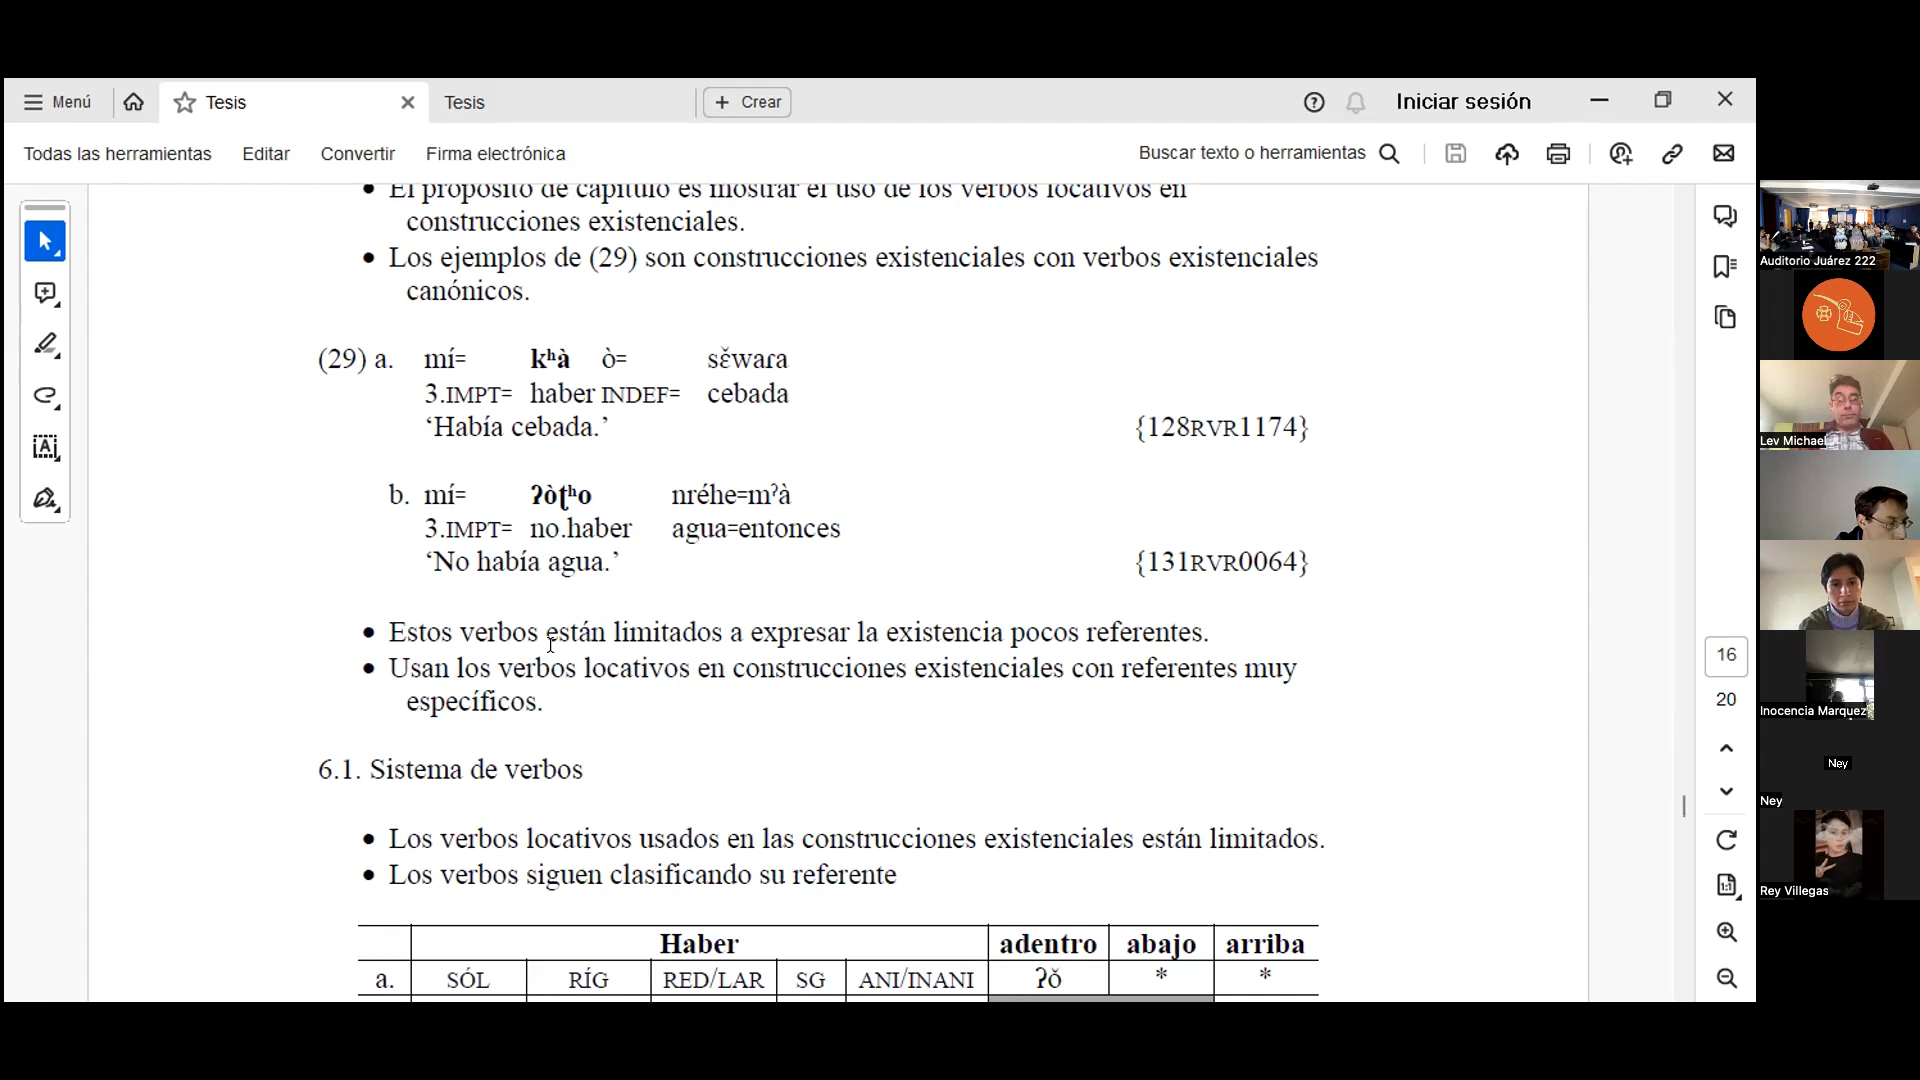 Menú
Tesis
Tesis
Crear
Iniciar sesión
Todas las herramientas
Editar
Convertir
Firma electrónica
Buscar texto o herramientas
• El propósito de capítulo es mostrar el uso de los verbos locativos en
construcciones existenciales.
• Los ejemplos de (29) son construcciones existenciales con verbos existenciales
canónicos.
(29) a. mí= kʰà ò= sɛ̌waɾa
3.IMPT= haber INDEF= cebada
‘Había cebada.’ {128RVR1174}
b. mí= ʔòʈʰo nréhe=mˀà
3.IMPT= no.haber agua=entonces
‘No había agua.’ {131RVR0064}
• Estos verbos están limitados a expresar la existencia pocos referentes.
• Usan los verbos locativos en construcciones existenciales con referentes muy
específicos.
6.1. Sistema de verbos
• Los verbos locativos usados en las construcciones existenciales están limitados.
• Los verbos siguen clasificando su referente
Haber adentro abajo arriba
a. SÓL RÍG RED/LAR SG ANI/INANI ʔǒ * *
16
20
Auditorio Juárez 222
Lev Michael
Inocencia Marquez
Ney
Ney
Rey Villegas